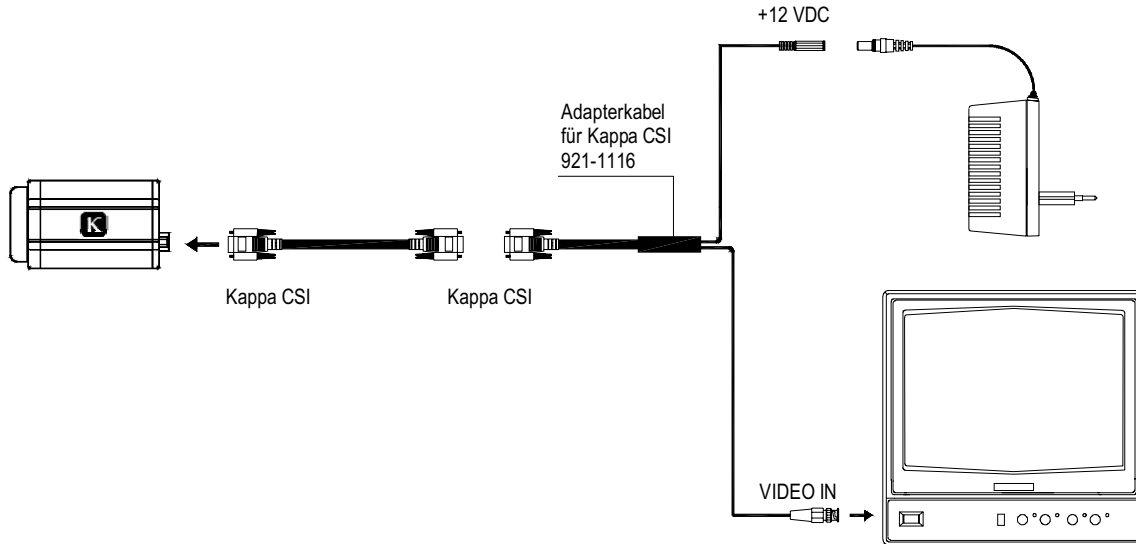 +12 VDC
Adapterkabel
für Kappa CSI
921-1116
K
Kappa CSI
Kappa CSI
VIDEO IN